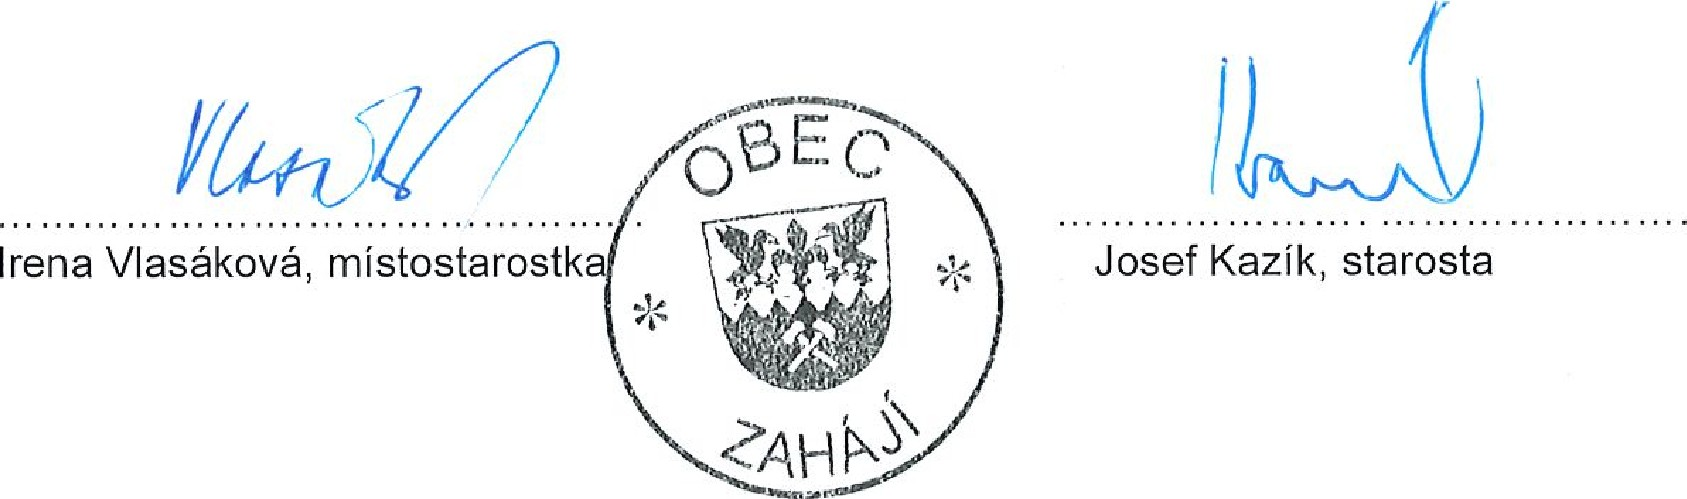 OBEC
Irena Vlasáková, místostarostka
Josef Kazík, starosta
ZAHÁJÍ